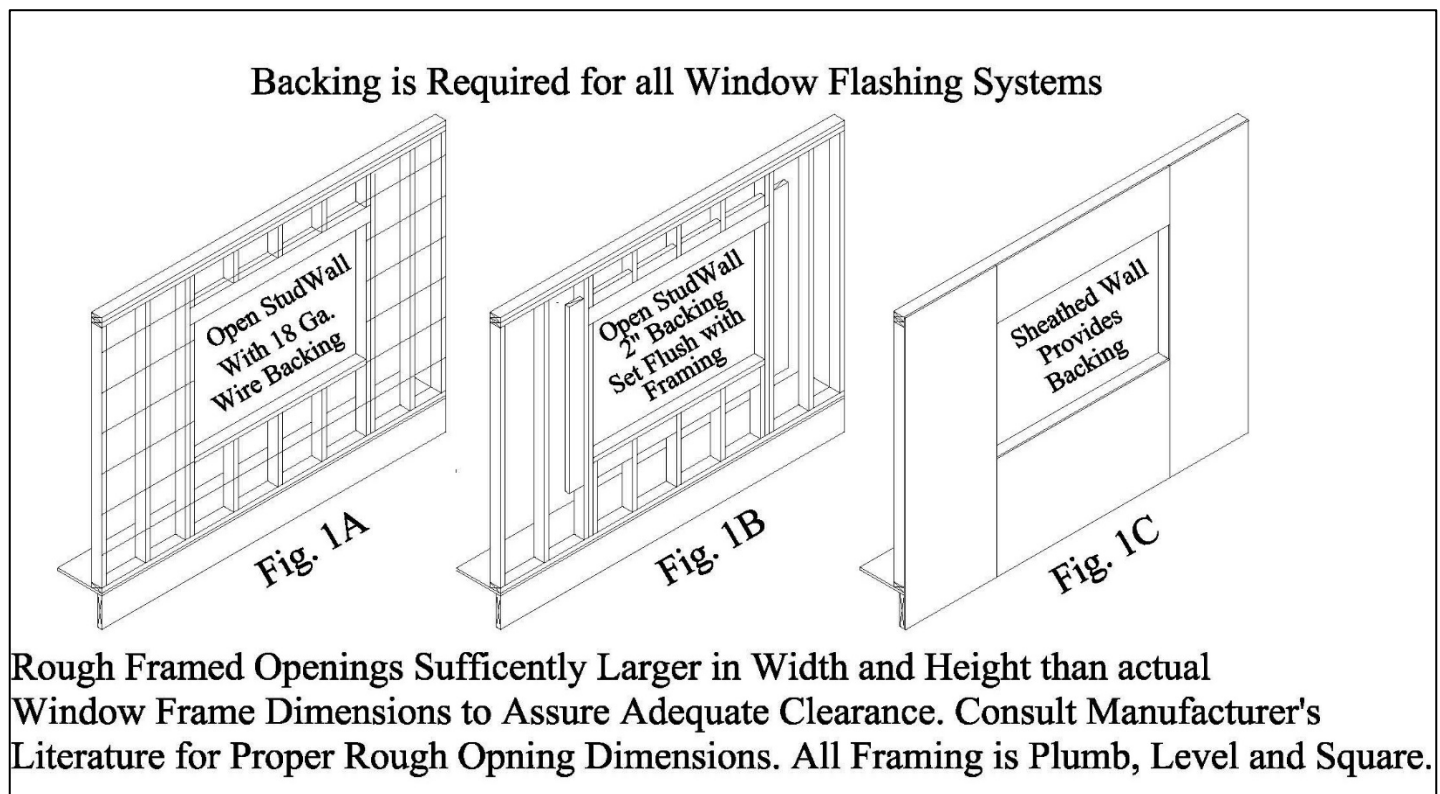 Backing is Required for all Window Flashing Systems
Open StudWall
With 18 Ga.
Wire Backing
Fig. 1A
Open StudWall
2" Backing
Set Flush with
Framing
Fig. 1B
Sheathed Wall
Provides
Backing
Fig. 1C
Rough Framed Openings Sufficently Larger in Width and Height than actual
Window Frame Dimensions to Assure Adequate Clearance. Consult Manufacturer's
Literature for Proper Rough Opning Dimensions. All Framing is Plumb, Level and Square.